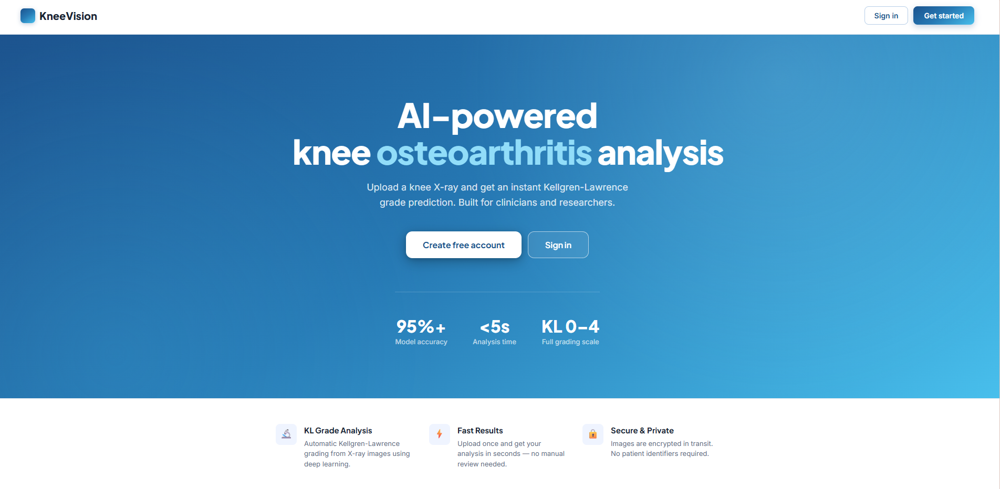 KneeVision
Sign in
Get started
AI-powered
knee osteoarthritis analysis
Upload a knee X-ray and get an instant Kellgren-Lawrence
grade prediction. Built for clinicians and researchers.
Create free account
Sign in
95%+
Model accuracy
<5s
Analysis time
KL 0–4
Full grading scale
KL Grade Analysis
Automatic Kellgren-Lawrence
grading from X-ray images using
deep learning.
Fast Results
Upload once and get your
analysis in seconds — no manual
review needed.
Secure & Private
Images are encrypted in transit.
No patient identifiers required.